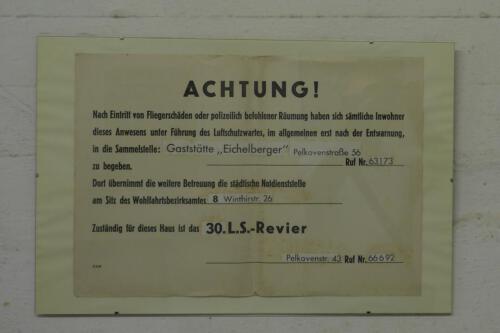 ACHTUNG!
Nach Eintritt von Fliegerschäden oder polizeilich befohlener Räumung haben sich sämtliche Inwohner
dieses Anwesens unter Führung des Luftschutzwartes, im allgemeinen erst nach der Entwarnung,
in die Sammelstelle: Gaststätte „Eichelberger" Pelkovenstraße 56
Ruf Nr. 63173
zu begeben.
Dort übernimmt die weitere Betreuung die städtische Notdienststelle
am Sitz des Wohlfahrtsbezirksamtes 8 Winthirstr. 26
Zuständig für dieses Haus ist das 30. L.S.-Revier
Pelkovenstr. 43 Ruf Nr. 66692